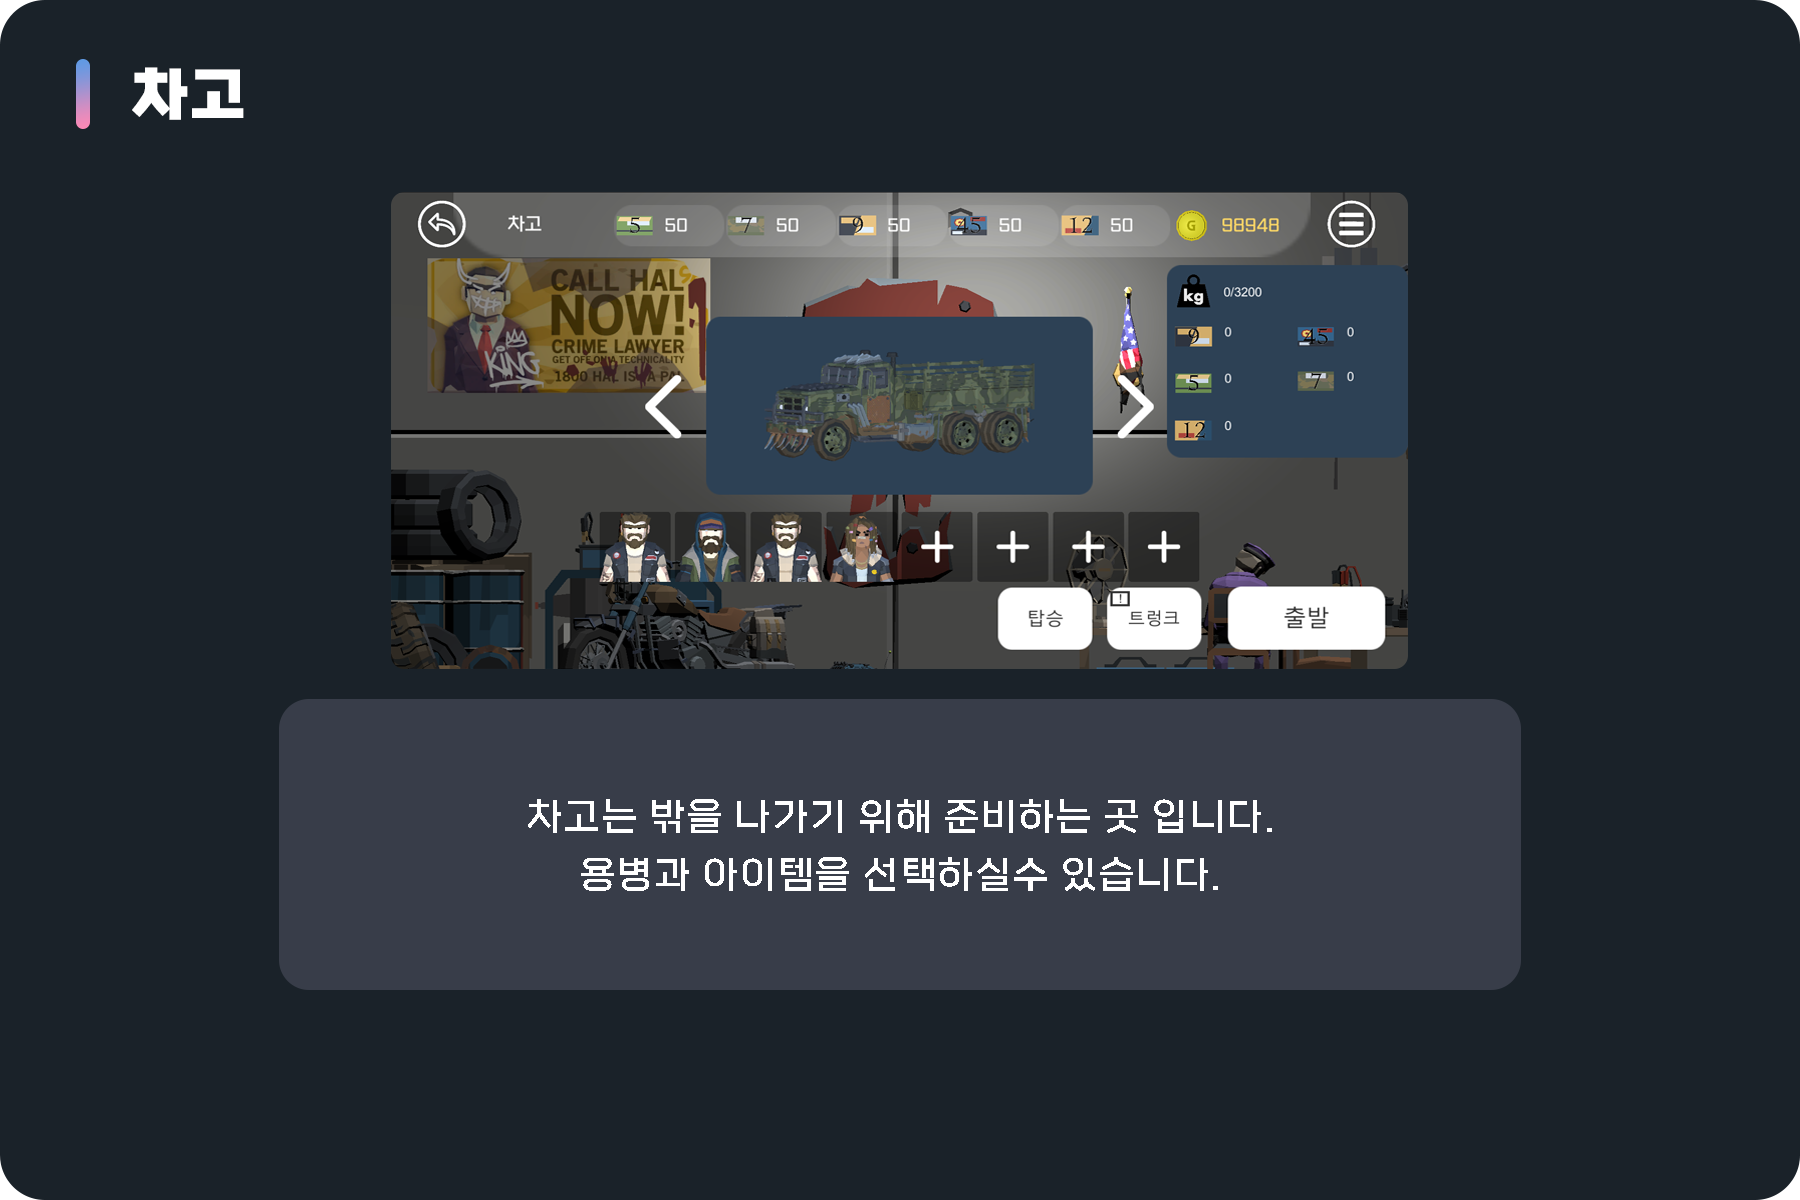 차고
차고
5 50
7 50
9 50
45 50
12 50
G 98948
CALL HAL
NOW!
CRIME LAWYER
GET OFF ON A TECHNICALITY
1800 HAL IS A PAL
KING
kg 0/3200
9 0
45 0
5 0
7 0
12 0
+ + + +
탑승
!
트렁크
출발
차고는 밖을 나가기 위해 준비하는 곳 입니다.
용병과 아이템을 선택하실수 있습니다.